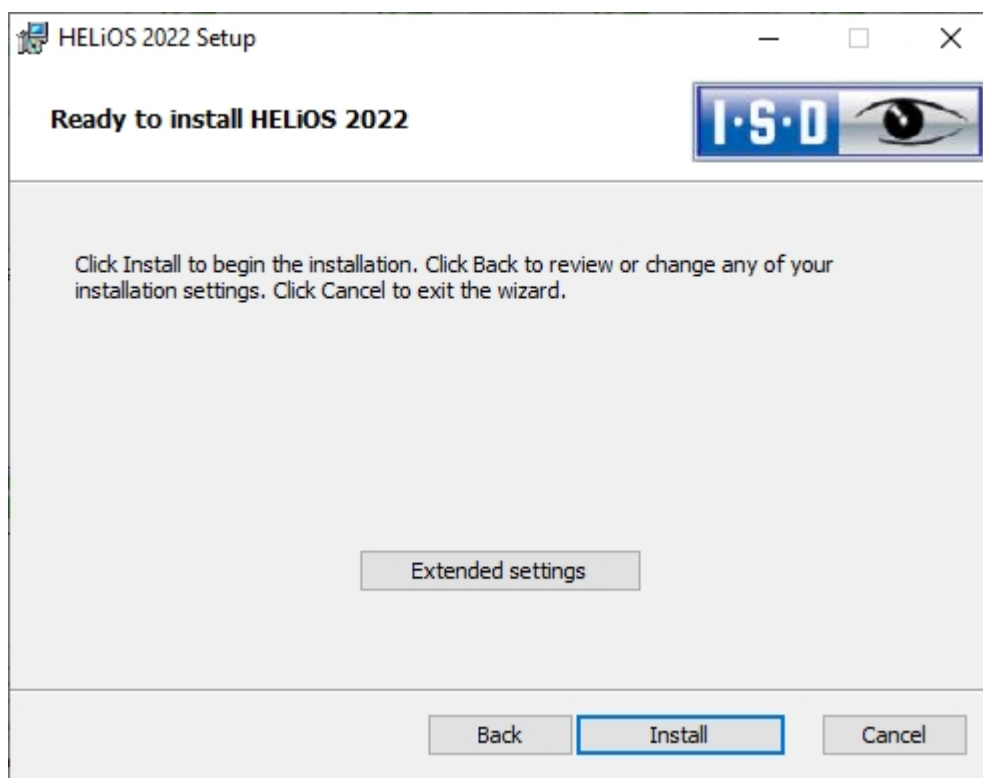 HELiOS 2022 Setup
Ready to install HELiOS 2022
I·S·D
Click Install to begin the installation. Click Back to review or change any of your
installation settings. Click Cancel to exit the wizard.
Extended settings
Back
Install
Cancel